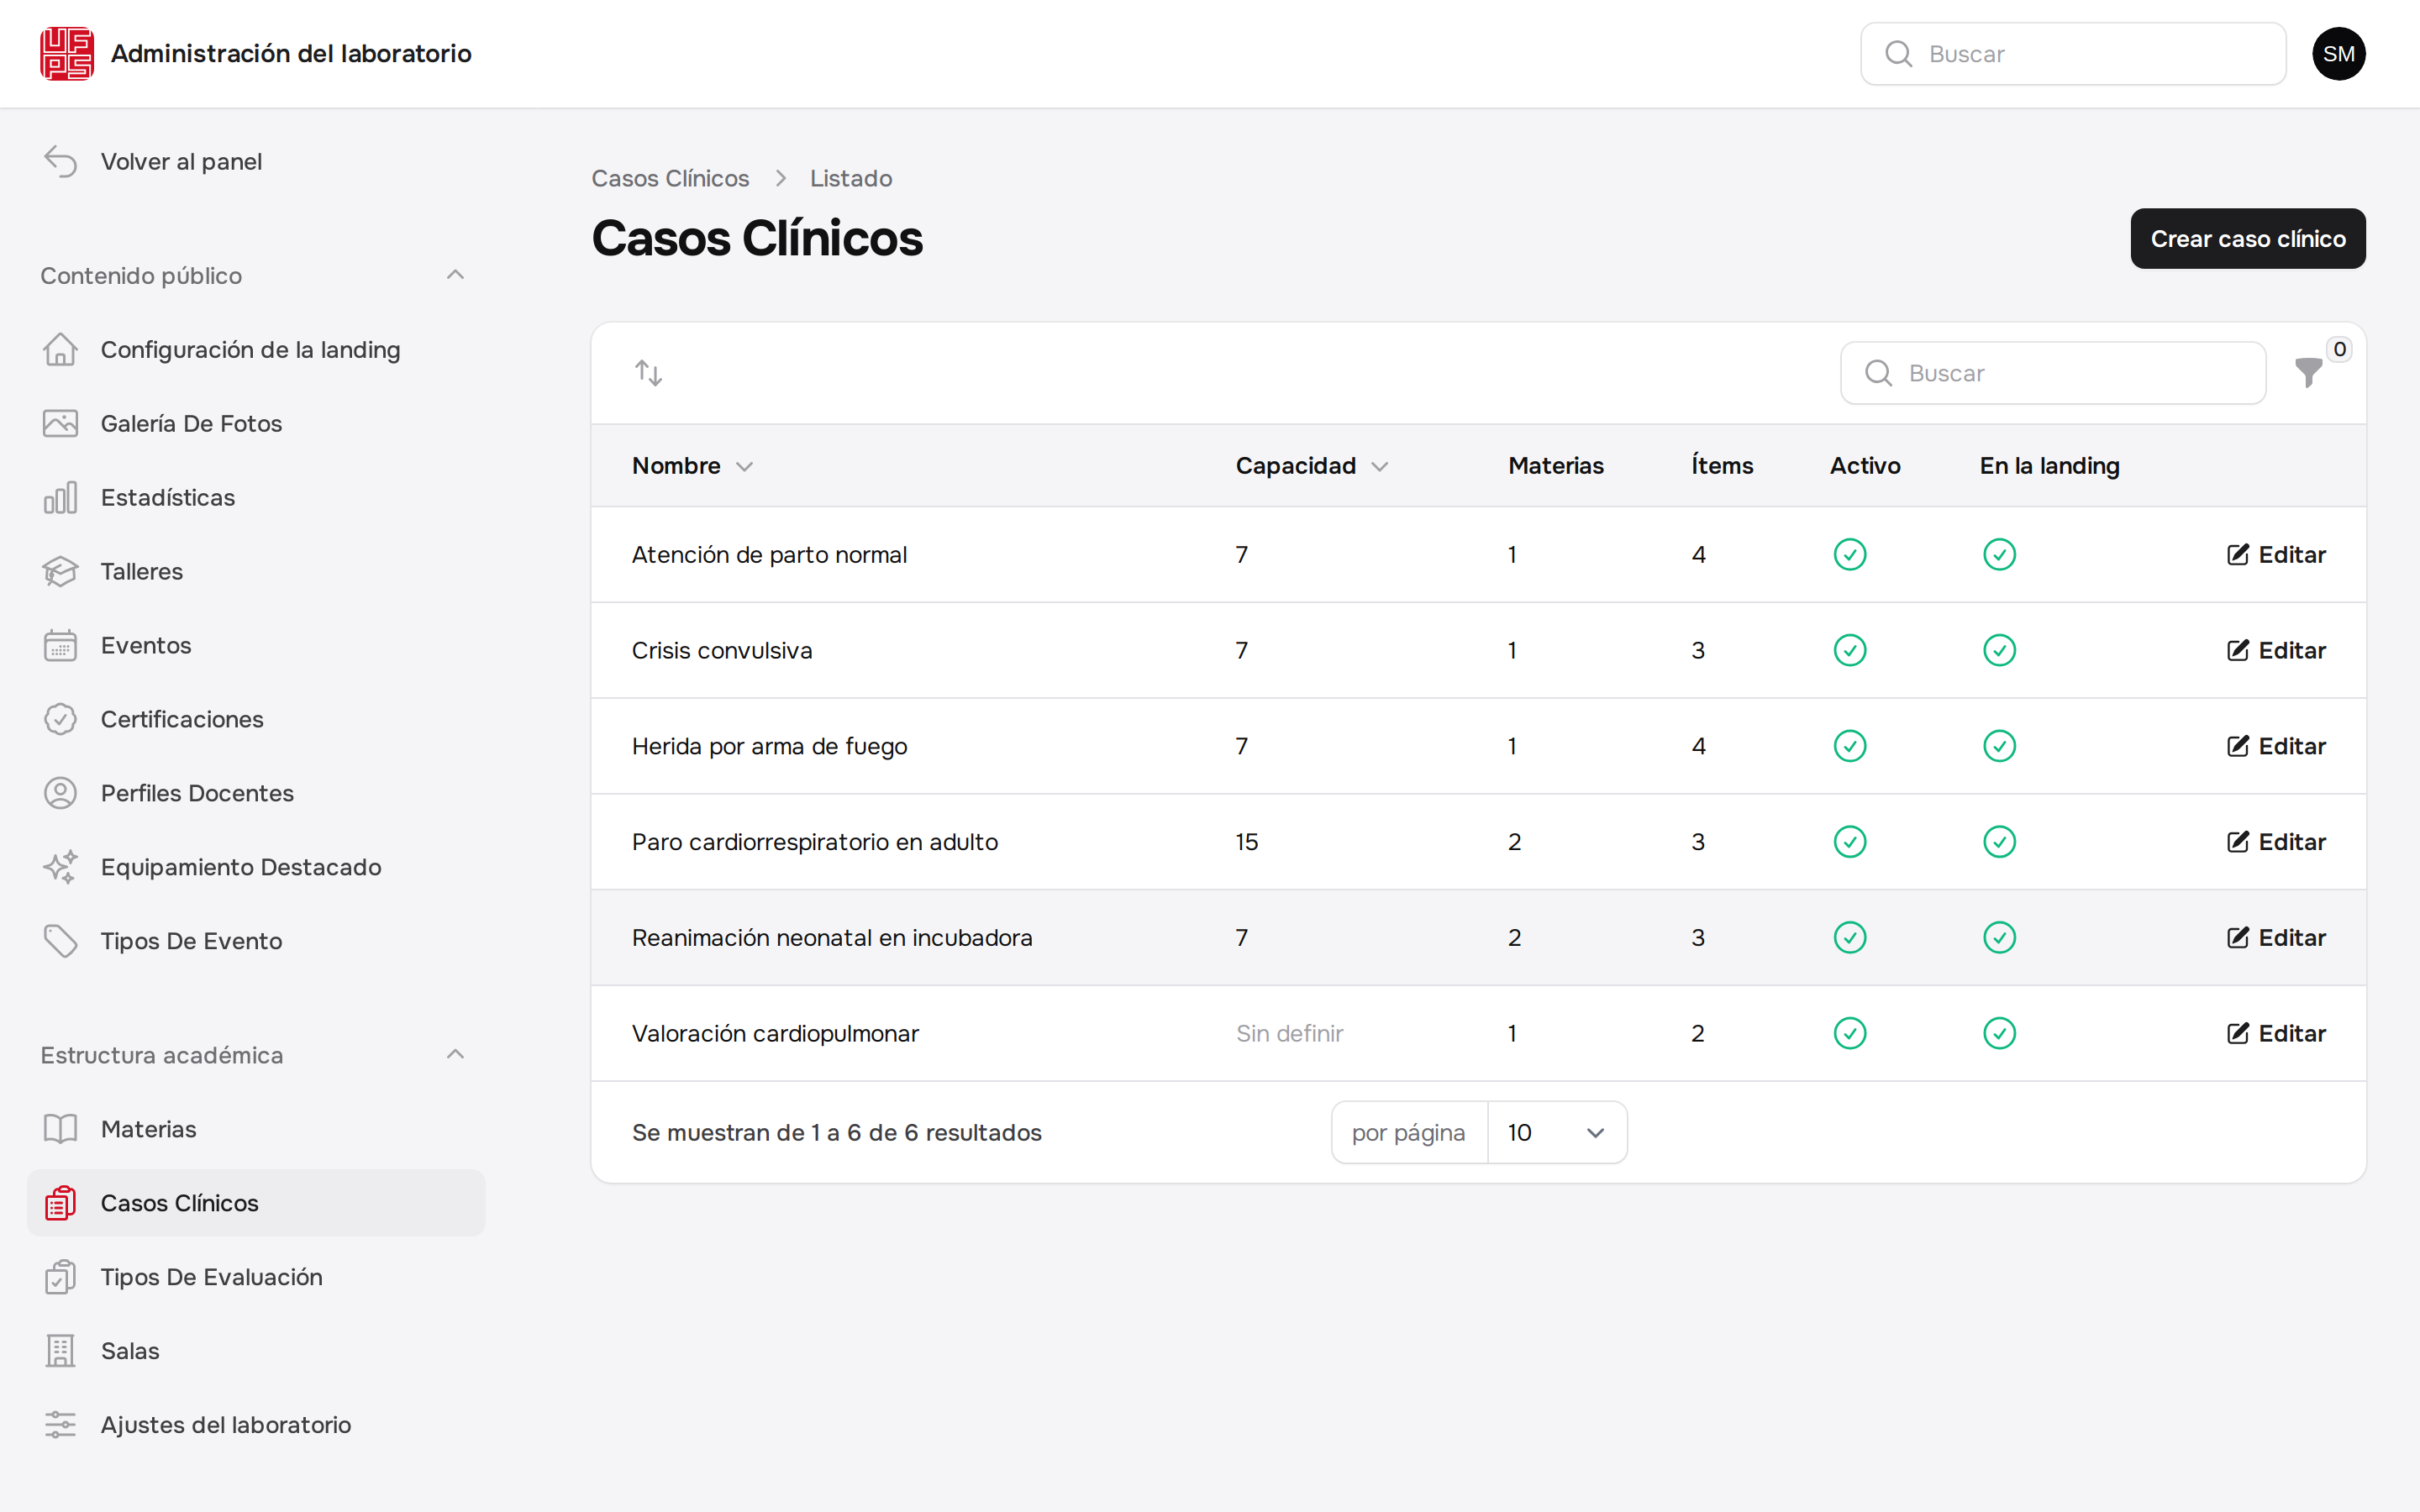 UFPS
Administración del laboratorio
Buscar
SM
Volver al panel
Contenido público
Configuración de la landing
Galería De Fotos
Estadísticas
Talleres
Eventos
Certificaciones
Perfiles Docentes
Equipamiento Destacado
Tipos De Evento
Estructura académica
Materias
Casos Clínicos
Tipos De Evaluación
Salas
Ajustes del laboratorio
Casos Clínicos > Listado
Casos Clínicos
Crear caso clínico
Buscar
0
Nombre Capacidad Materias Ítems Activo En la landing
Atención de parto normal 7 1 4 Editar
Crisis convulsiva 7 1 3 Editar
Herida por arma de fuego 7 1 4 Editar
Paro cardiorrespiratorio en adulto 15 2 3 Editar
Reanimación neonatal en incubadora 7 2 3 Editar
Valoración cardiopulmonar Sin definir 1 2 Editar
Se muestran de 1 a 6 de 6 resultados por página 10